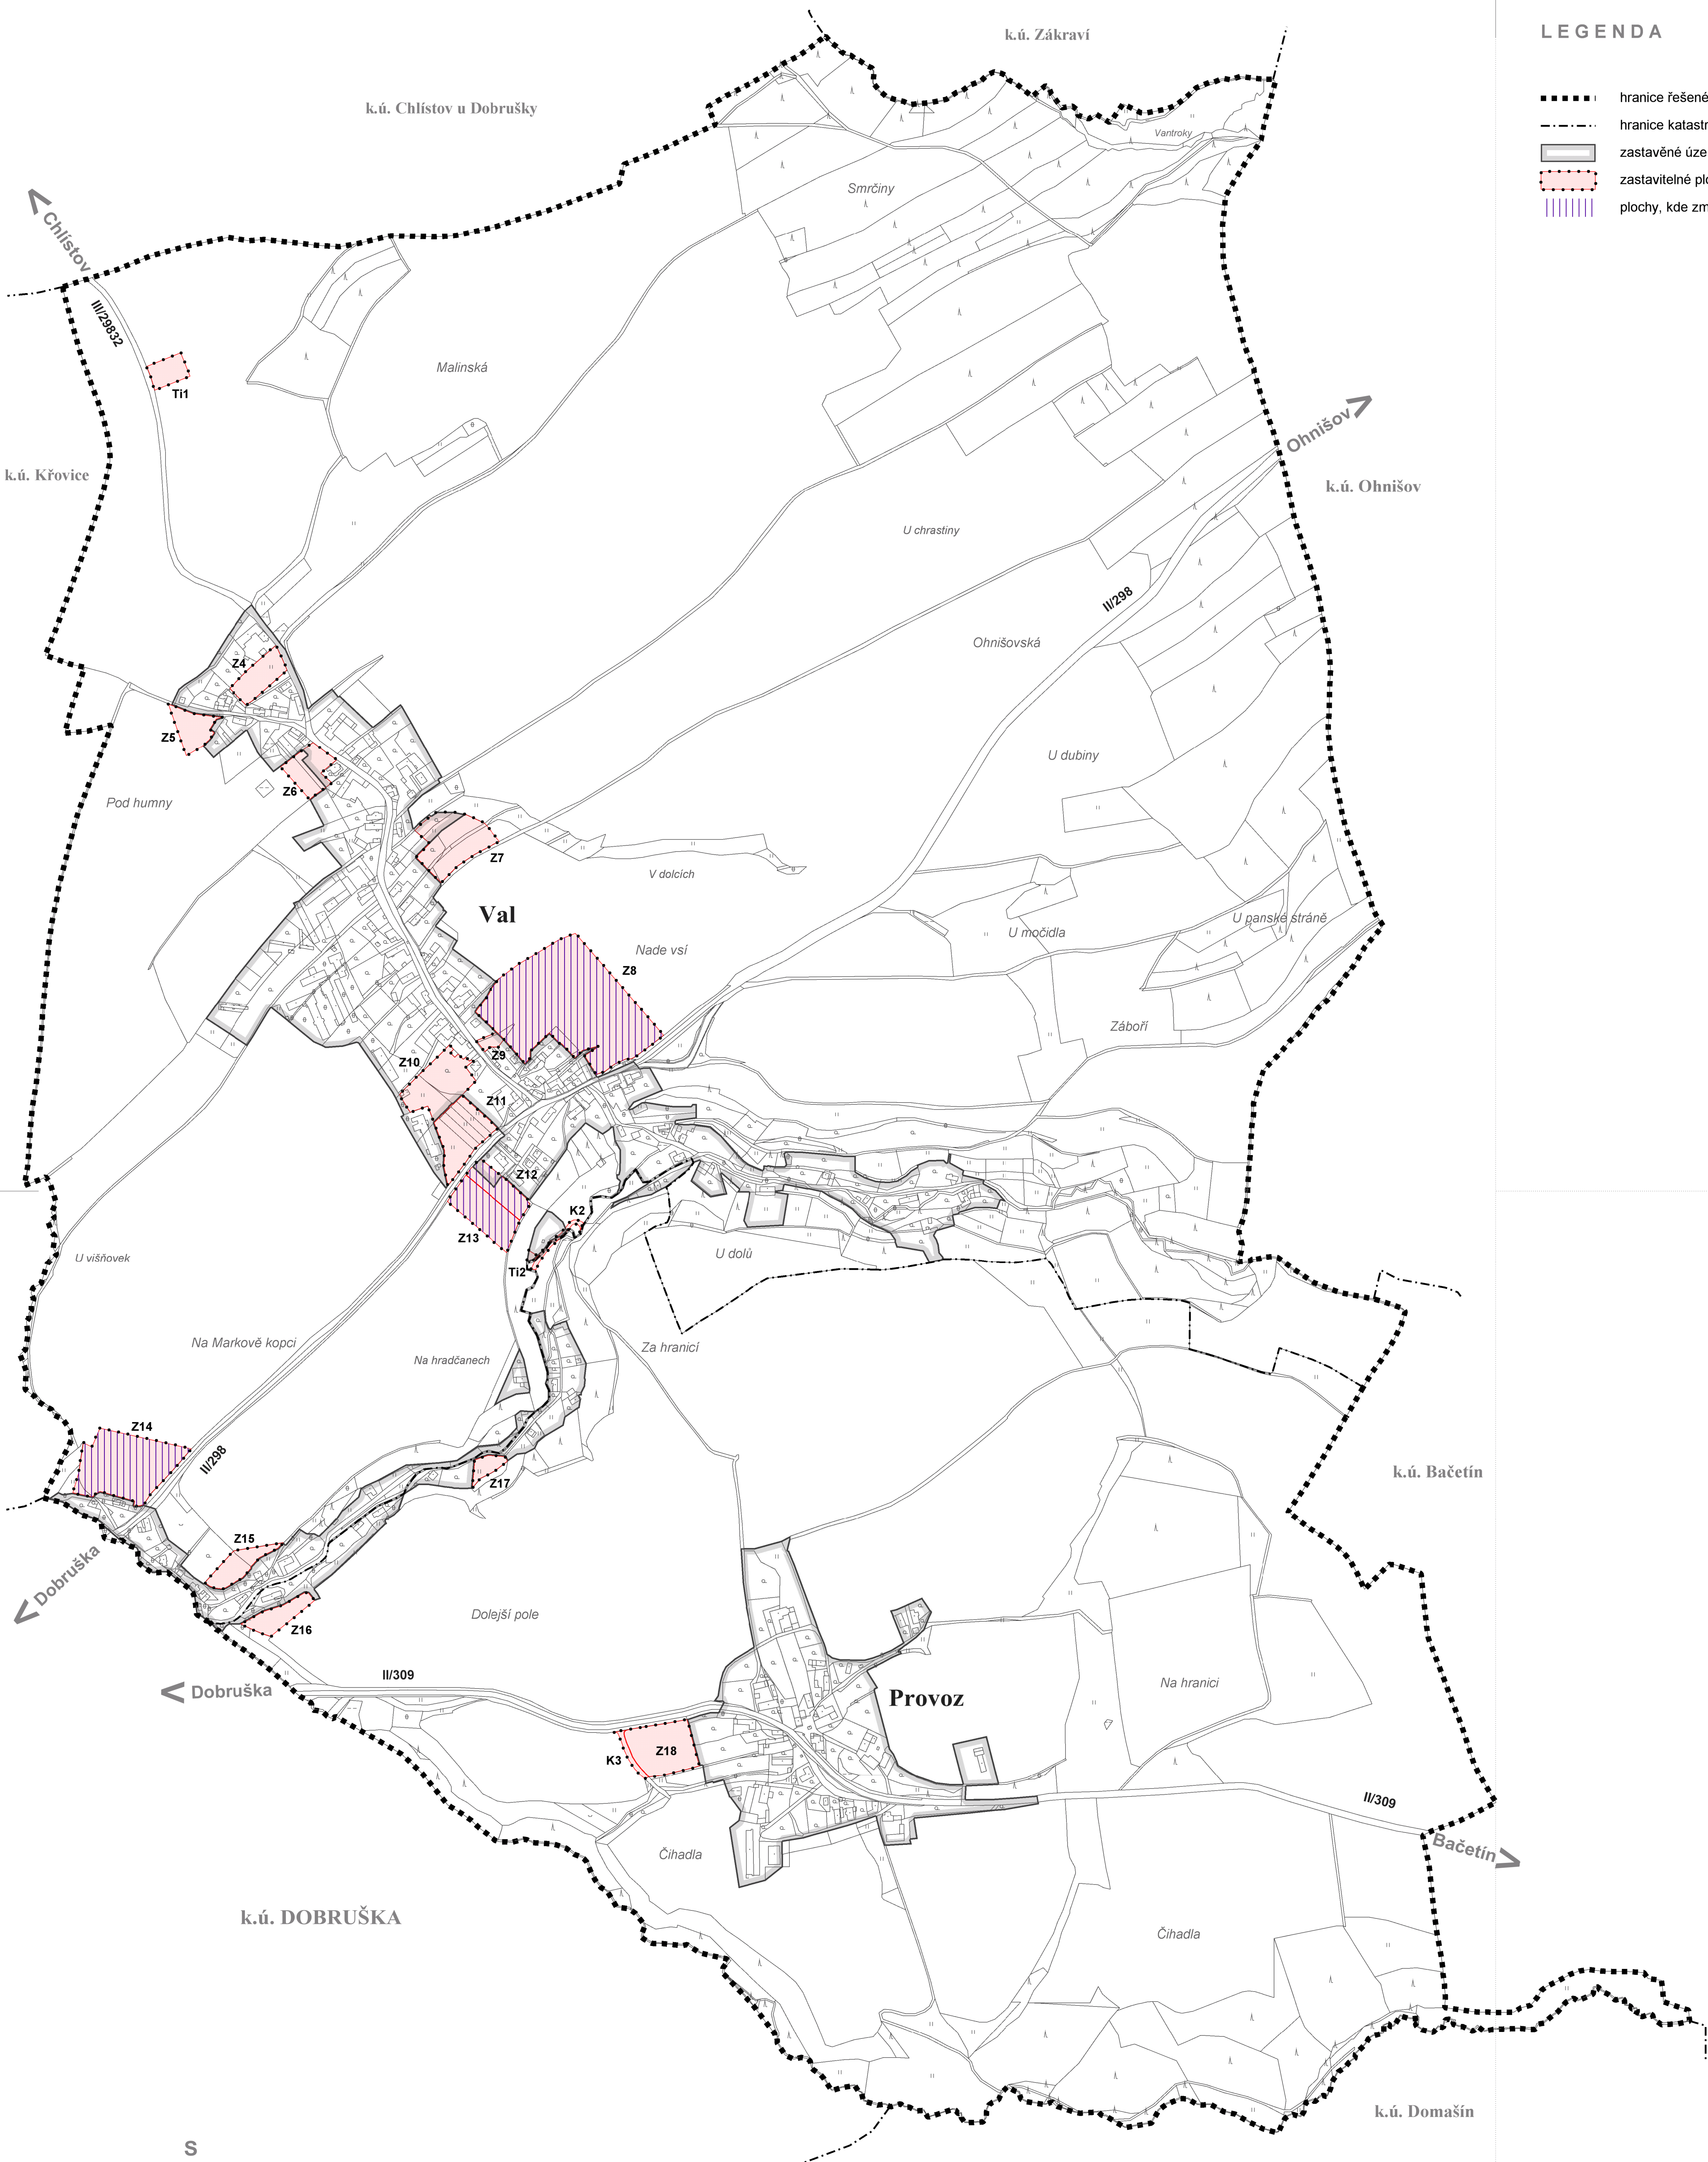 k.ú. Zákraví
LEGENDA
k.ú. Chlístov u Dobrušky
hranice řešené
hranice katastr
Vantroky
zastavěné úze
zastavitelné plo
Smrčiny
plochy, kde zm
< Chlístov
III/29832
Malinská
Ti1
Ohnišov >
k.ú. Křovice
k.ú. Ohnišov
U chrastiny
II/298
Ohnišovská
Z4
Z5
U dubiny
Z6
Pod humny
Z7
V dolcích
Val
U panské stráně
U močidla
Nade vsí
Z8
Záboří
Z9
Z10
Z11
Z12
K2
Z13
U dolů
U višňovek
Ti2
Na Markově kopci
Za hranicí
Na hradčanech
Z14
II/298
k.ú. Bačetín
Z17
Z15
< Dobruška
Dolejší pole
Z16
II/309
Na hranici
< Dobruška
Provoz
Z18
K3
II/309
Bačetín >
Čihadla
k.ú. DOBRUŠKA
Čihadla
k.ú. Domašín
S